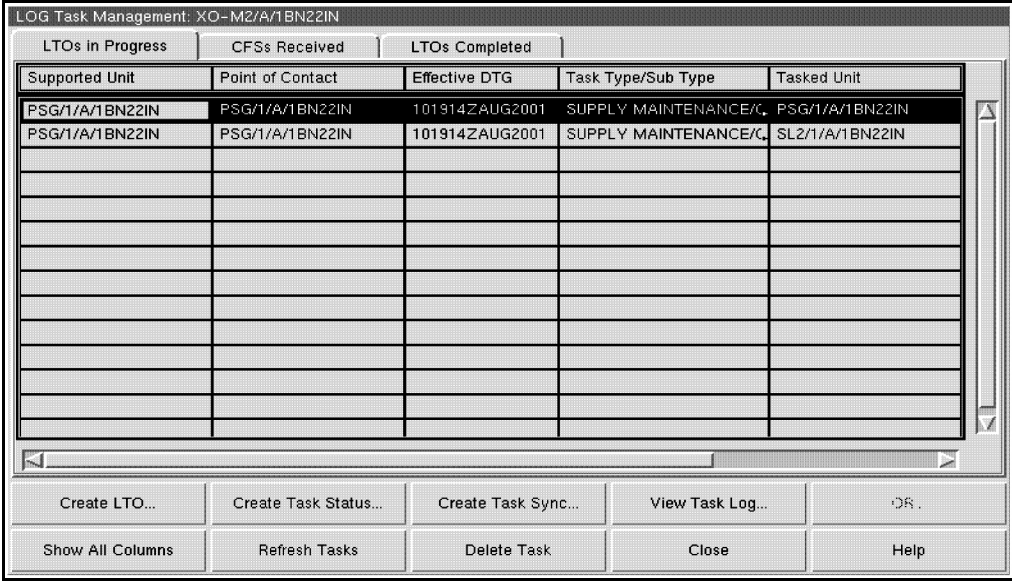 LOG Task Management: XO-M2/A/1BN22IN
LTOs in Progress CFSs Received LTOs Completed
Supported Unit Point of Contact Effective DTG Task Type/Sub Type Tasked Unit
PSG/1/A/1BN22IN PSG/1/A/1BN22IN 101914ZAUG2001 SUPPLY MAINTENANCE/ PSG/1/A/1BN22IN
PSG/1/A/1BN22IN PSG/1/A/1BN22IN 101914ZAUG2001 SUPPLY MAINTENANCE/ SL2/1/A/1BN22IN
Create LTO... Create Task Status... Create Task Sync... View Task Log...
Show All Columns Refresh Tasks Delete Task Close Help